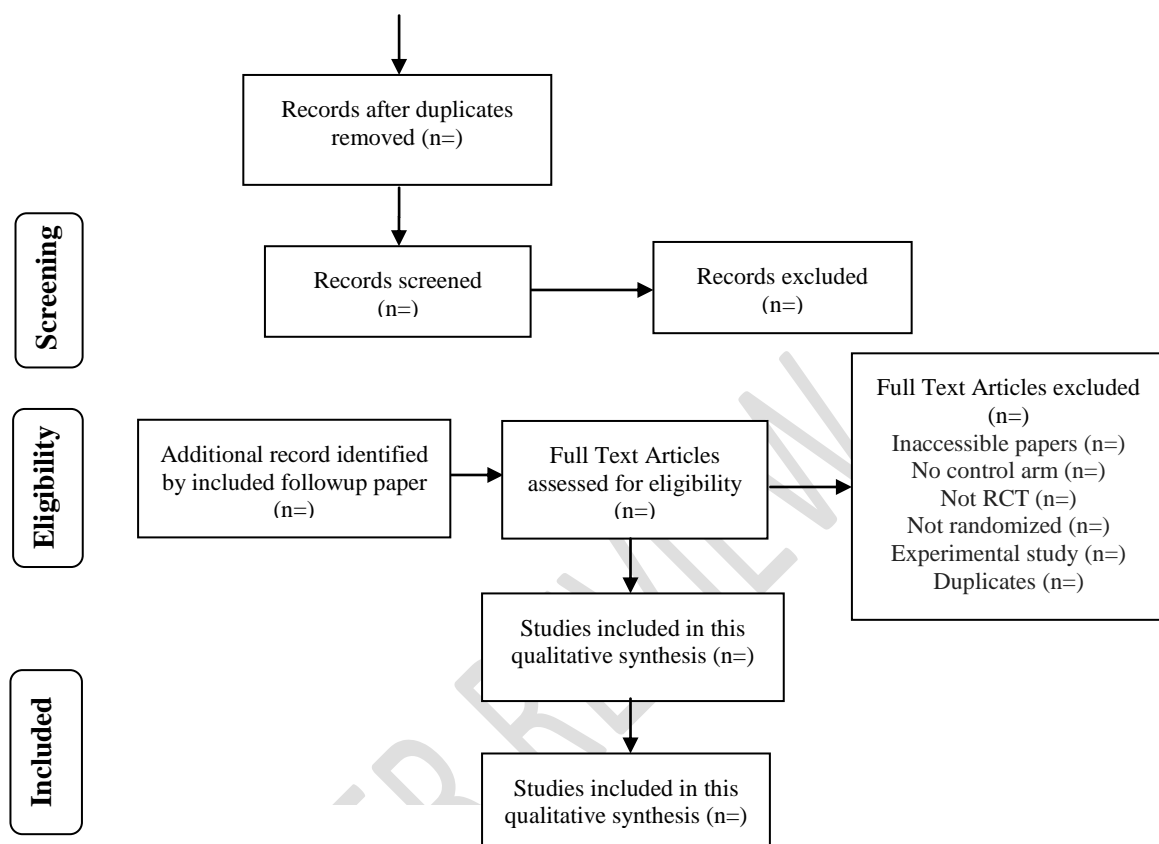 Records after duplicates
removed (n=)
Screening
Records screened
(n=)
Records excluded
(n=)
Eligibility
Additional record identified
by included followup paper
(n=)
Full Text Articles
assessed for eligibility
(n=)
Full Text Articles excluded
(n=)
Inaccessible papers (n=)
No control arm (n=)
Not RCT (n=)
Not randomized (n=)
Experimental study (n=)
Duplicates (n=)
Included
Studies included in this
qualitative synthesis (n=)
Studies included in this
qualitative synthesis (n=)
ER REVIEW